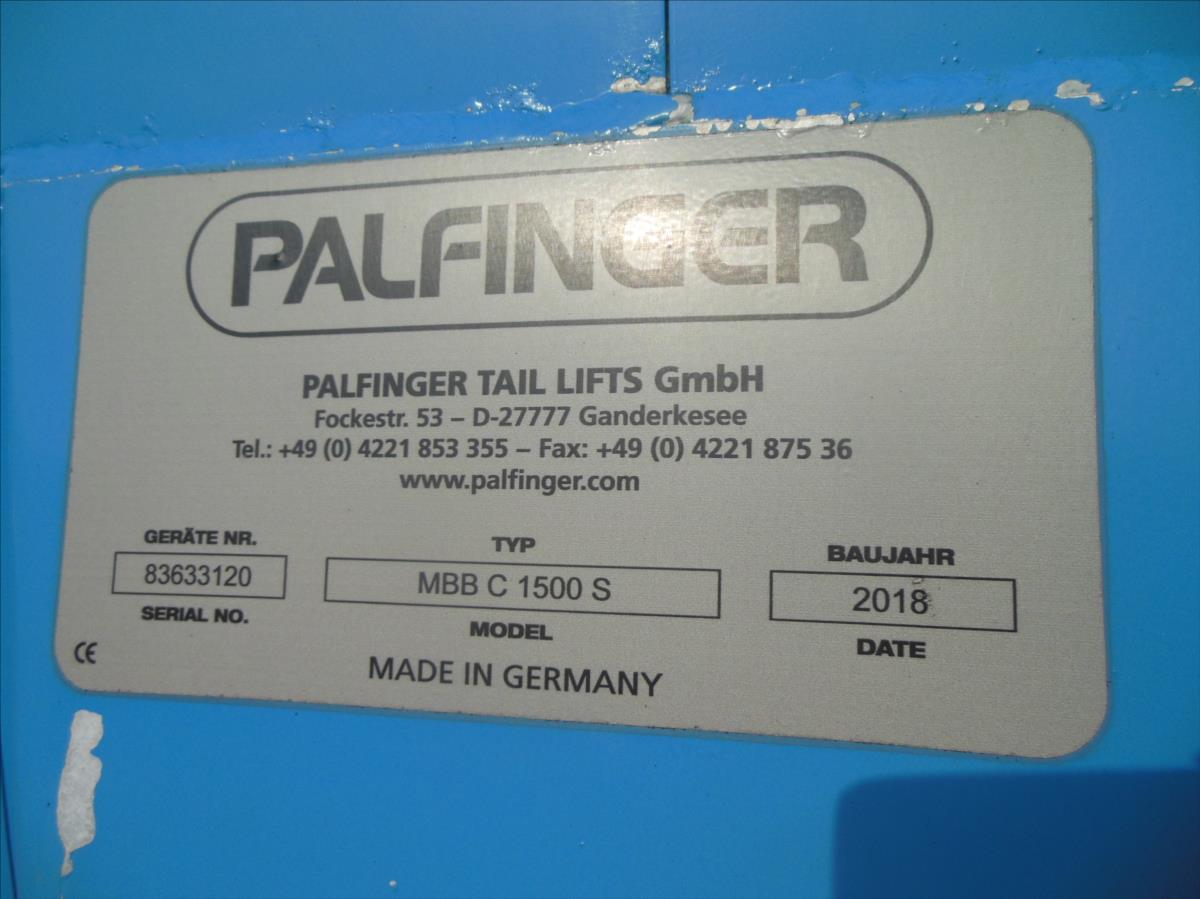 PALFINGER
PALFINGER TAIL LIFTS GmbH
Fockestr. 53 – D-27777 Ganderkesee
Tel.: +49 (0) 4221 853 355 – Fax: +49 (0) 4221 875 36
www.palfinger.com
GERÄTE NR. TYP BAUJAHR
83633120 MBB C 1500 S 2018
SERIAL NO. MODEL DATE
CE MADE IN GERMANY